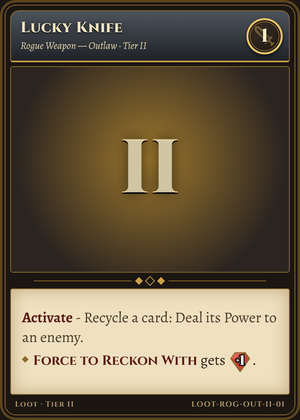 Lucky Knife
Rogue Weapon — Outlaw · Tier II
1
II
Activate - Recycle a card: Deal its Power to
an enemy.
Force to Reckon With gets 1.
Loot · Tier II
LOOT-ROG-OUT-II-01